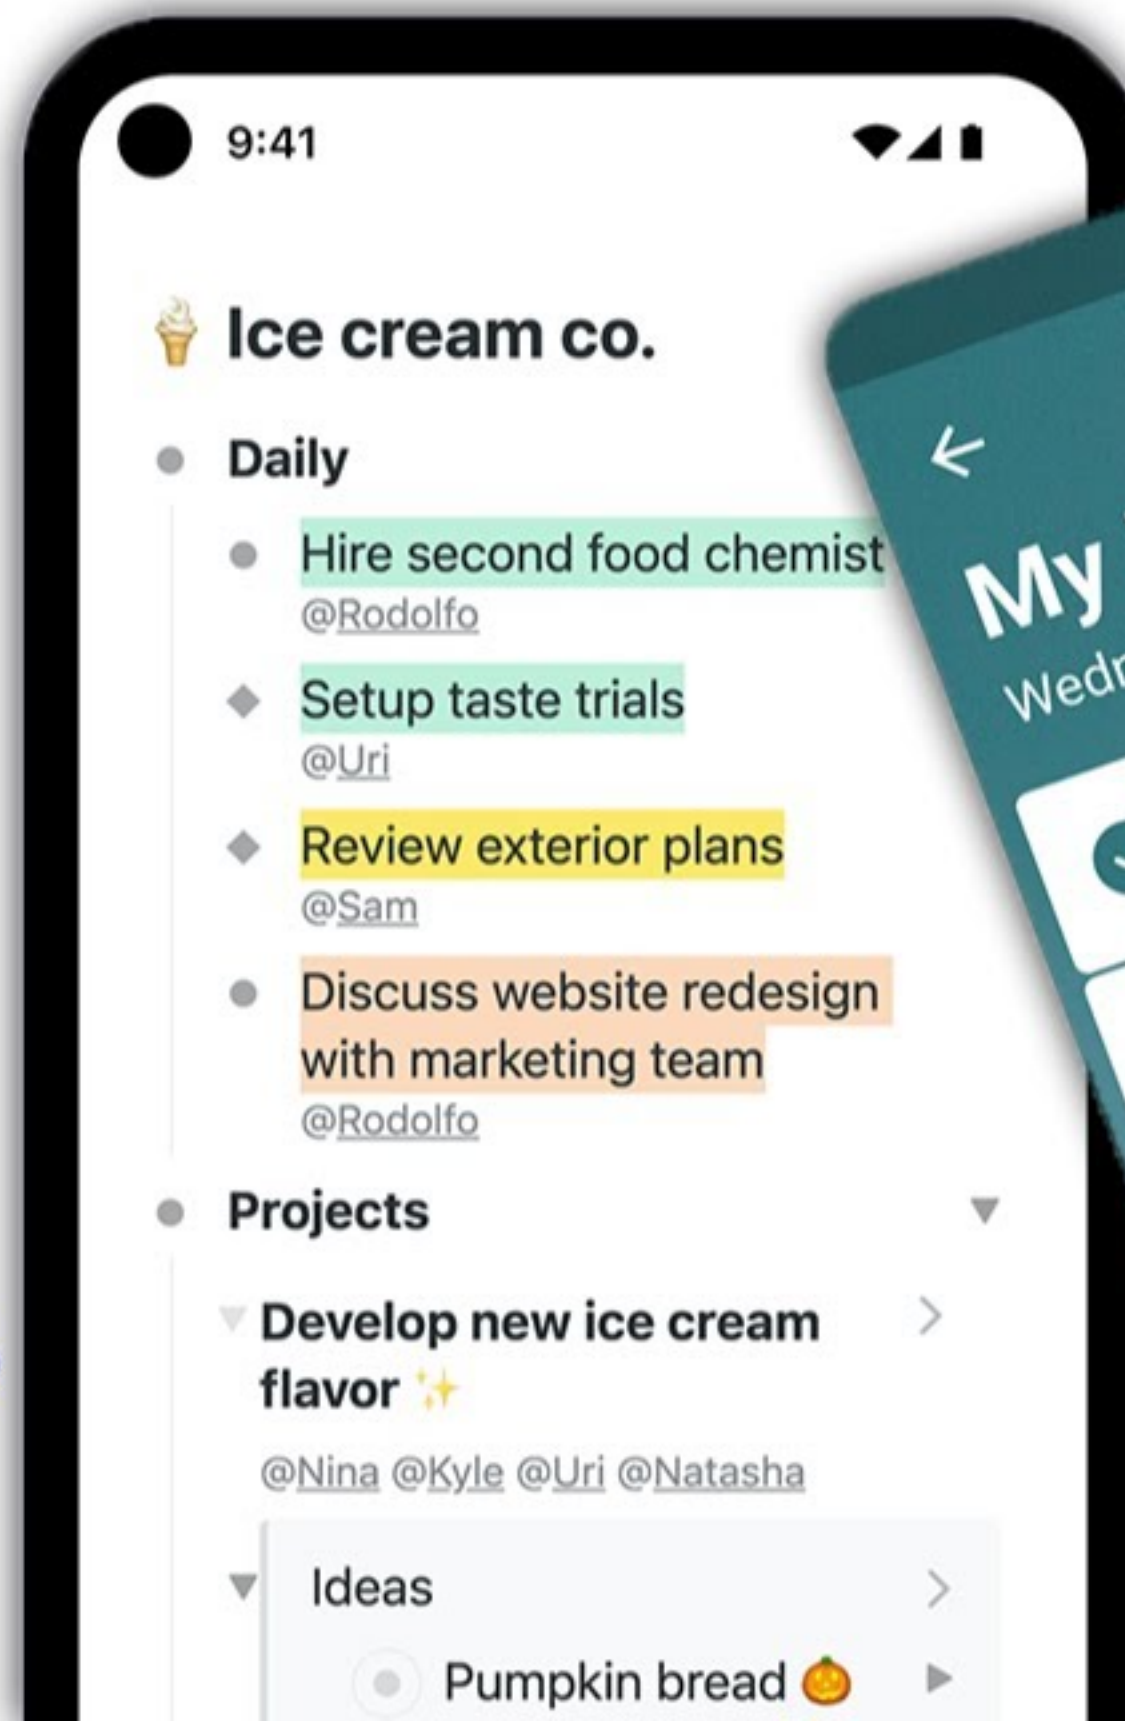 9:41
Ice cream co.
Daily
Hire second food chemist
@Rodolfo
Setup taste trials
@Uri
Review exterior plans
@Sam
Discuss website redesign
with marketing team
@Rodolfo
Projects
Develop new ice cream
flavor ✨
@Nina @Kyle @Uri @Natasha
Ideas
Pumpkin bread 🎃
My